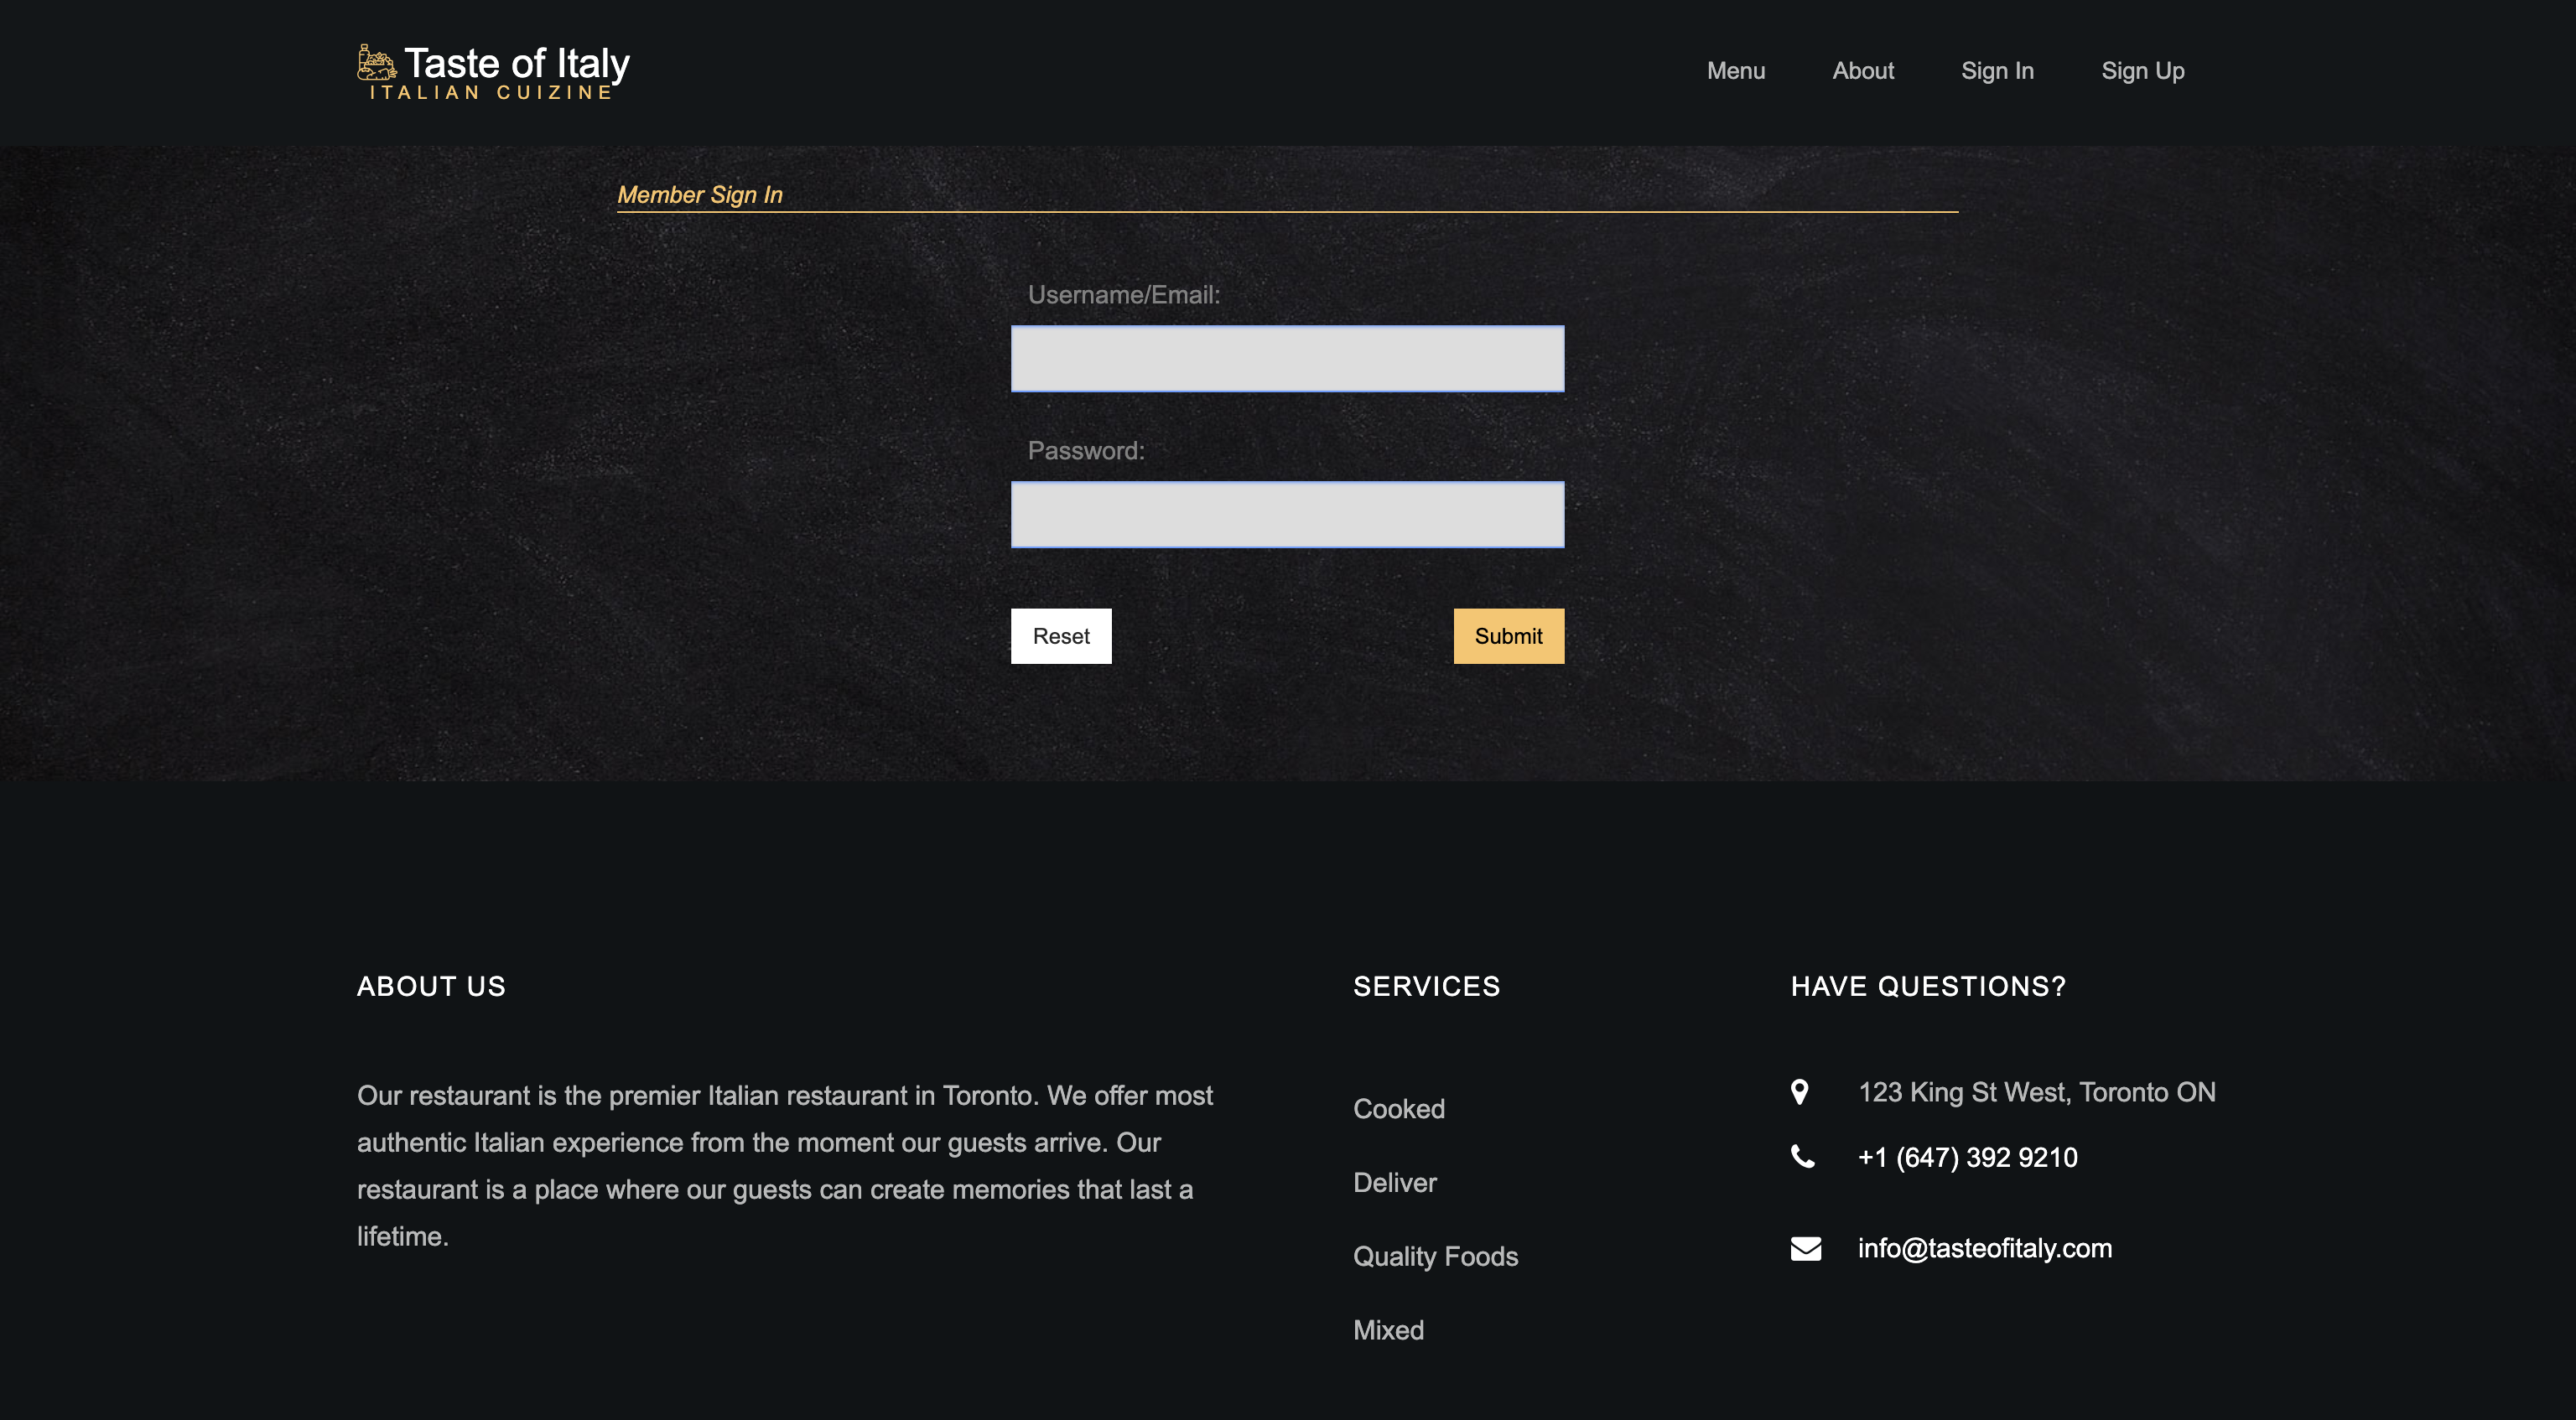 Taste of Italy
ITALIAN CUIZINE
Menu About Sign In Sign Up
Member Sign In
Username/Email:
Password:
Reset Submit
ABOUT US
Our restaurant is the premier Italian restaurant in Toronto. We offer most
authentic Italian experience from the moment our guests arrive. Our
restaurant is a place where our guests can create memories that last a
lifetime.
SERVICES
Cooked
Deliver
Quality Foods
Mixed
HAVE QUESTIONS?
123 King St West, Toronto ON
+1 (647) 392 9210
info@tasteofitaly.com